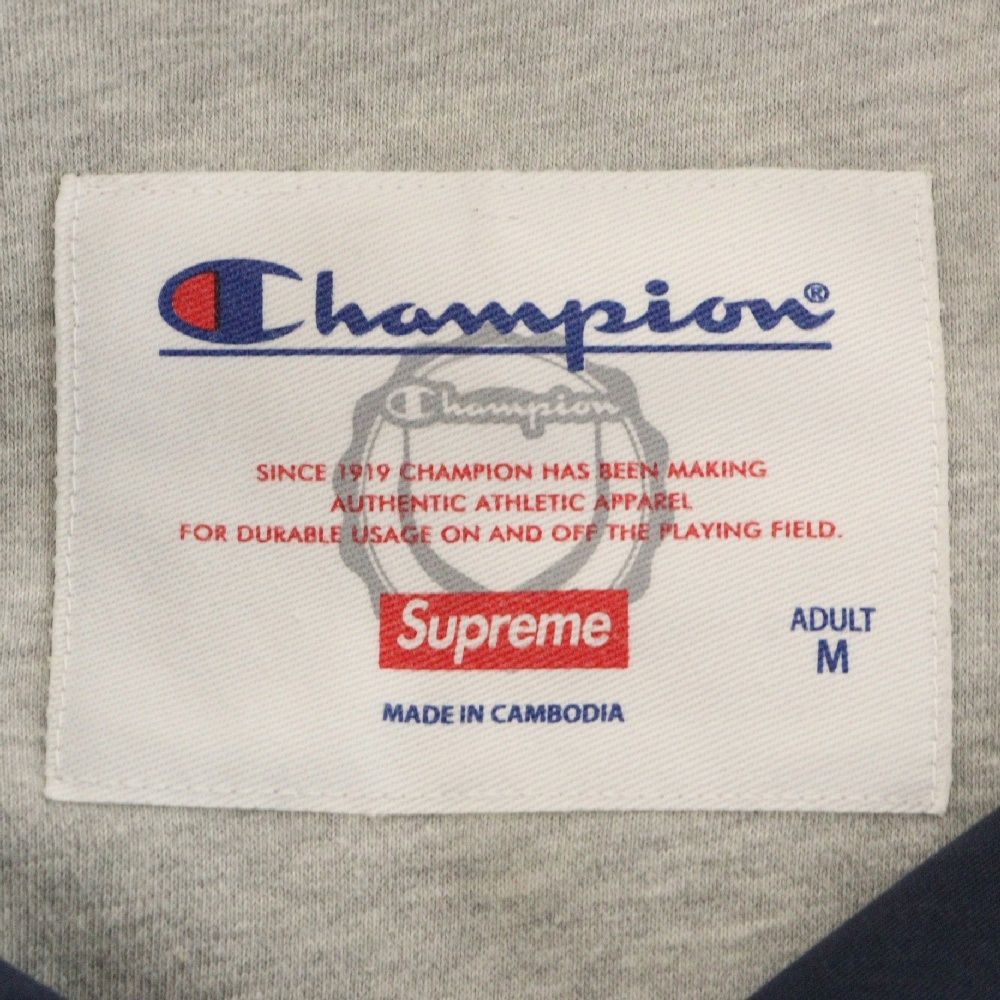 Champion®
Champion
SINCE 1919 CHAMPION HAS BEEN MAKING
AUTHENTIC ATHLETIC APPAREL
FOR DURABLE USAGE ON AND OFF THE PLAYING FIELD.
Supreme
ADULT
M
MADE IN CAMBODIA